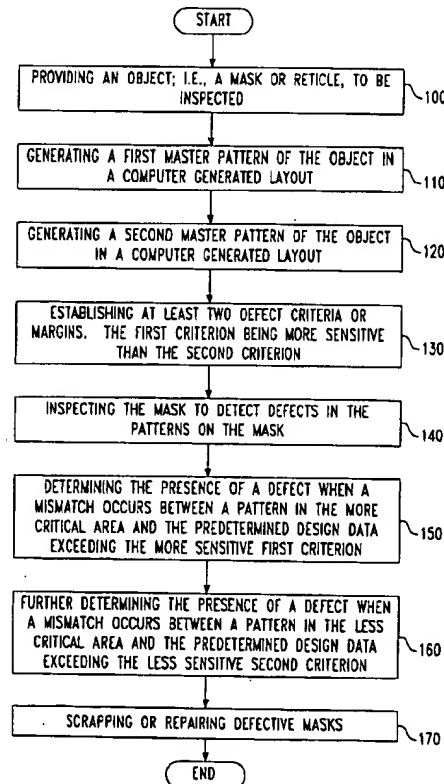 START
PROVIDING AN OBJECT; I.E., A MASK OR RETICLE, TO BE
INSPECTED
100
GENERATING A FIRST MASTER PATTERN OF THE OBJECT IN
A COMPUTER GENERATED LAYOUT
110
GENERATING A SECOND MASTER PATTERN OF THE OBJECT
IN A COMPUTER GENERATED LAYOUT
120
ESTABLISHING AT LEAST TWO DEFECT CRITERIA OR
MARGINS. THE FIRST CRITERION BEING MORE SENSITIVE
THAN THE SECOND CRITERION
130
INSPECTING THE MASK TO DETECT DEFECTS IN THE
PATTERNS ON THE MASK
140
DETERMINING THE PRESENCE OF A DEFECT WHEN A
MISMATCH OCCURS BETWEEN A PATTERN IN THE MORE
CRITICAL AREA AND THE PREDETERMINED DESIGN DATA
EXCEEDING THE MORE SENSITIVE FIRST CRITERION
150
FURTHER DETERMINING THE PRESENCE OF A DEFECT WHEN
A MISMATCH OCCURS BETWEEN A PATTERN IN THE LESS
CRITICAL AREA AND THE PREDETERMINED DESIGN DATA
EXCEEDING THE LESS SENSITIVE SECOND CRITERION
160
SCRAPPING OR REPAIRING DEFECTIVE MASKS
170
END